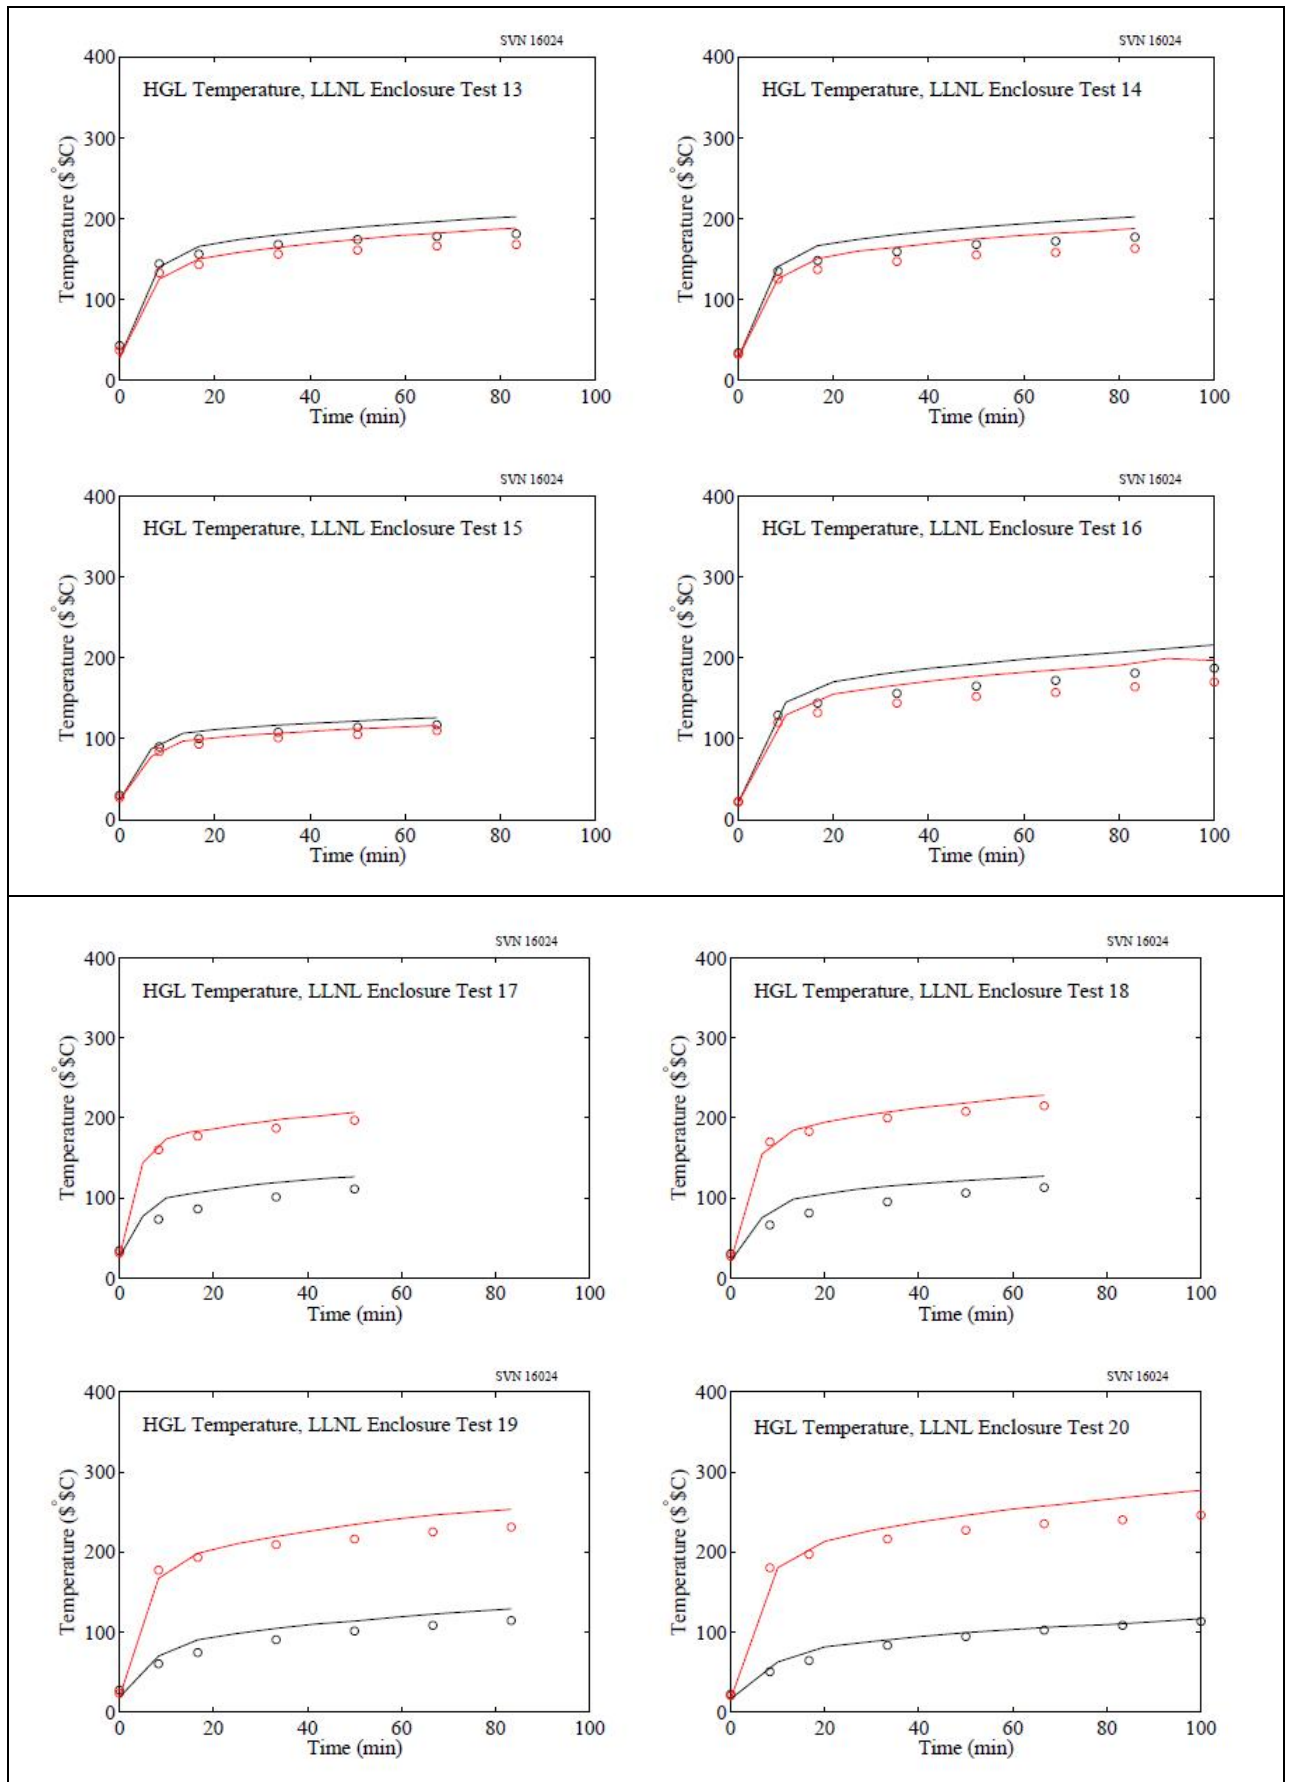 SVN 16024
HGL Temperature, LLNL Enclosure Test 13
Temperature ($°$C)
400
300
200
100
0
0 20 40 60 80 100
Time (min)
SVN 16024
HGL Temperature, LLNL Enclosure Test 14
Temperature ($°$C)
400
300
200
100
0
0 20 40 60 80 100
Time (min)
SVN 16024
HGL Temperature, LLNL Enclosure Test 15
Temperature ($°$C)
400
300
200
100
0
0 20 40 60 80 100
Time (min)
SVN 16024
HGL Temperature, LLNL Enclosure Test 16
Temperature ($°$C)
400
300
200
100
0
0 20 40 60 80 100
Time (min)
SVN 16024
HGL Temperature, LLNL Enclosure Test 17
Temperature ($°$C)
400
300
200
100
0
0 20 40 60 80 100
Time (min)
SVN 16024
HGL Temperature, LLNL Enclosure Test 18
Temperature ($°$C)
400
300
200
100
0
0 20 40 60 80 100
Time (min)
SVN 16024
HGL Temperature, LLNL Enclosure Test 19
Temperature ($°$C)
400
300
200
100
0
0 20 40 60 80 100
Time (min)
SVN 16024
HGL Temperature, LLNL Enclosure Test 20
Temperature ($°$C)
400
300
200
100
0
0 20 40 60 80 100
Time (min)